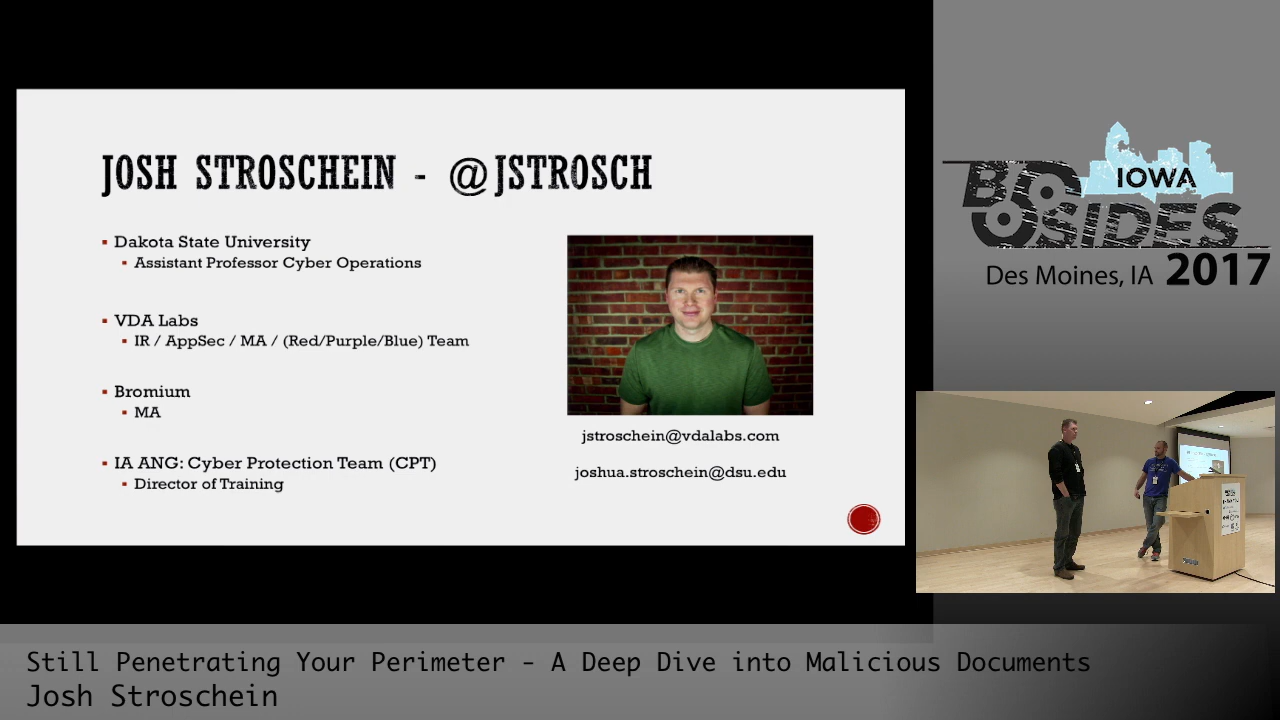 JOSH STROSCHEIN - @JSTROSCH
Dakota State University
Assistant Professor Cyber Operations
VDA Labs
IR / AppSec / MA / (Red/Purple/Blue) Team
Bromium
MA
IA ANG: Cyber Protection Team (CPT)
Director of Training
jstroschein@vdalabs.com
joshua.stroschein@dsu.edu
IOWA
BSIDES
Des Moines, IA 2017
Still Penetrating Your Perimeter - A Deep Dive into Malicious Documents
Josh Stroschein